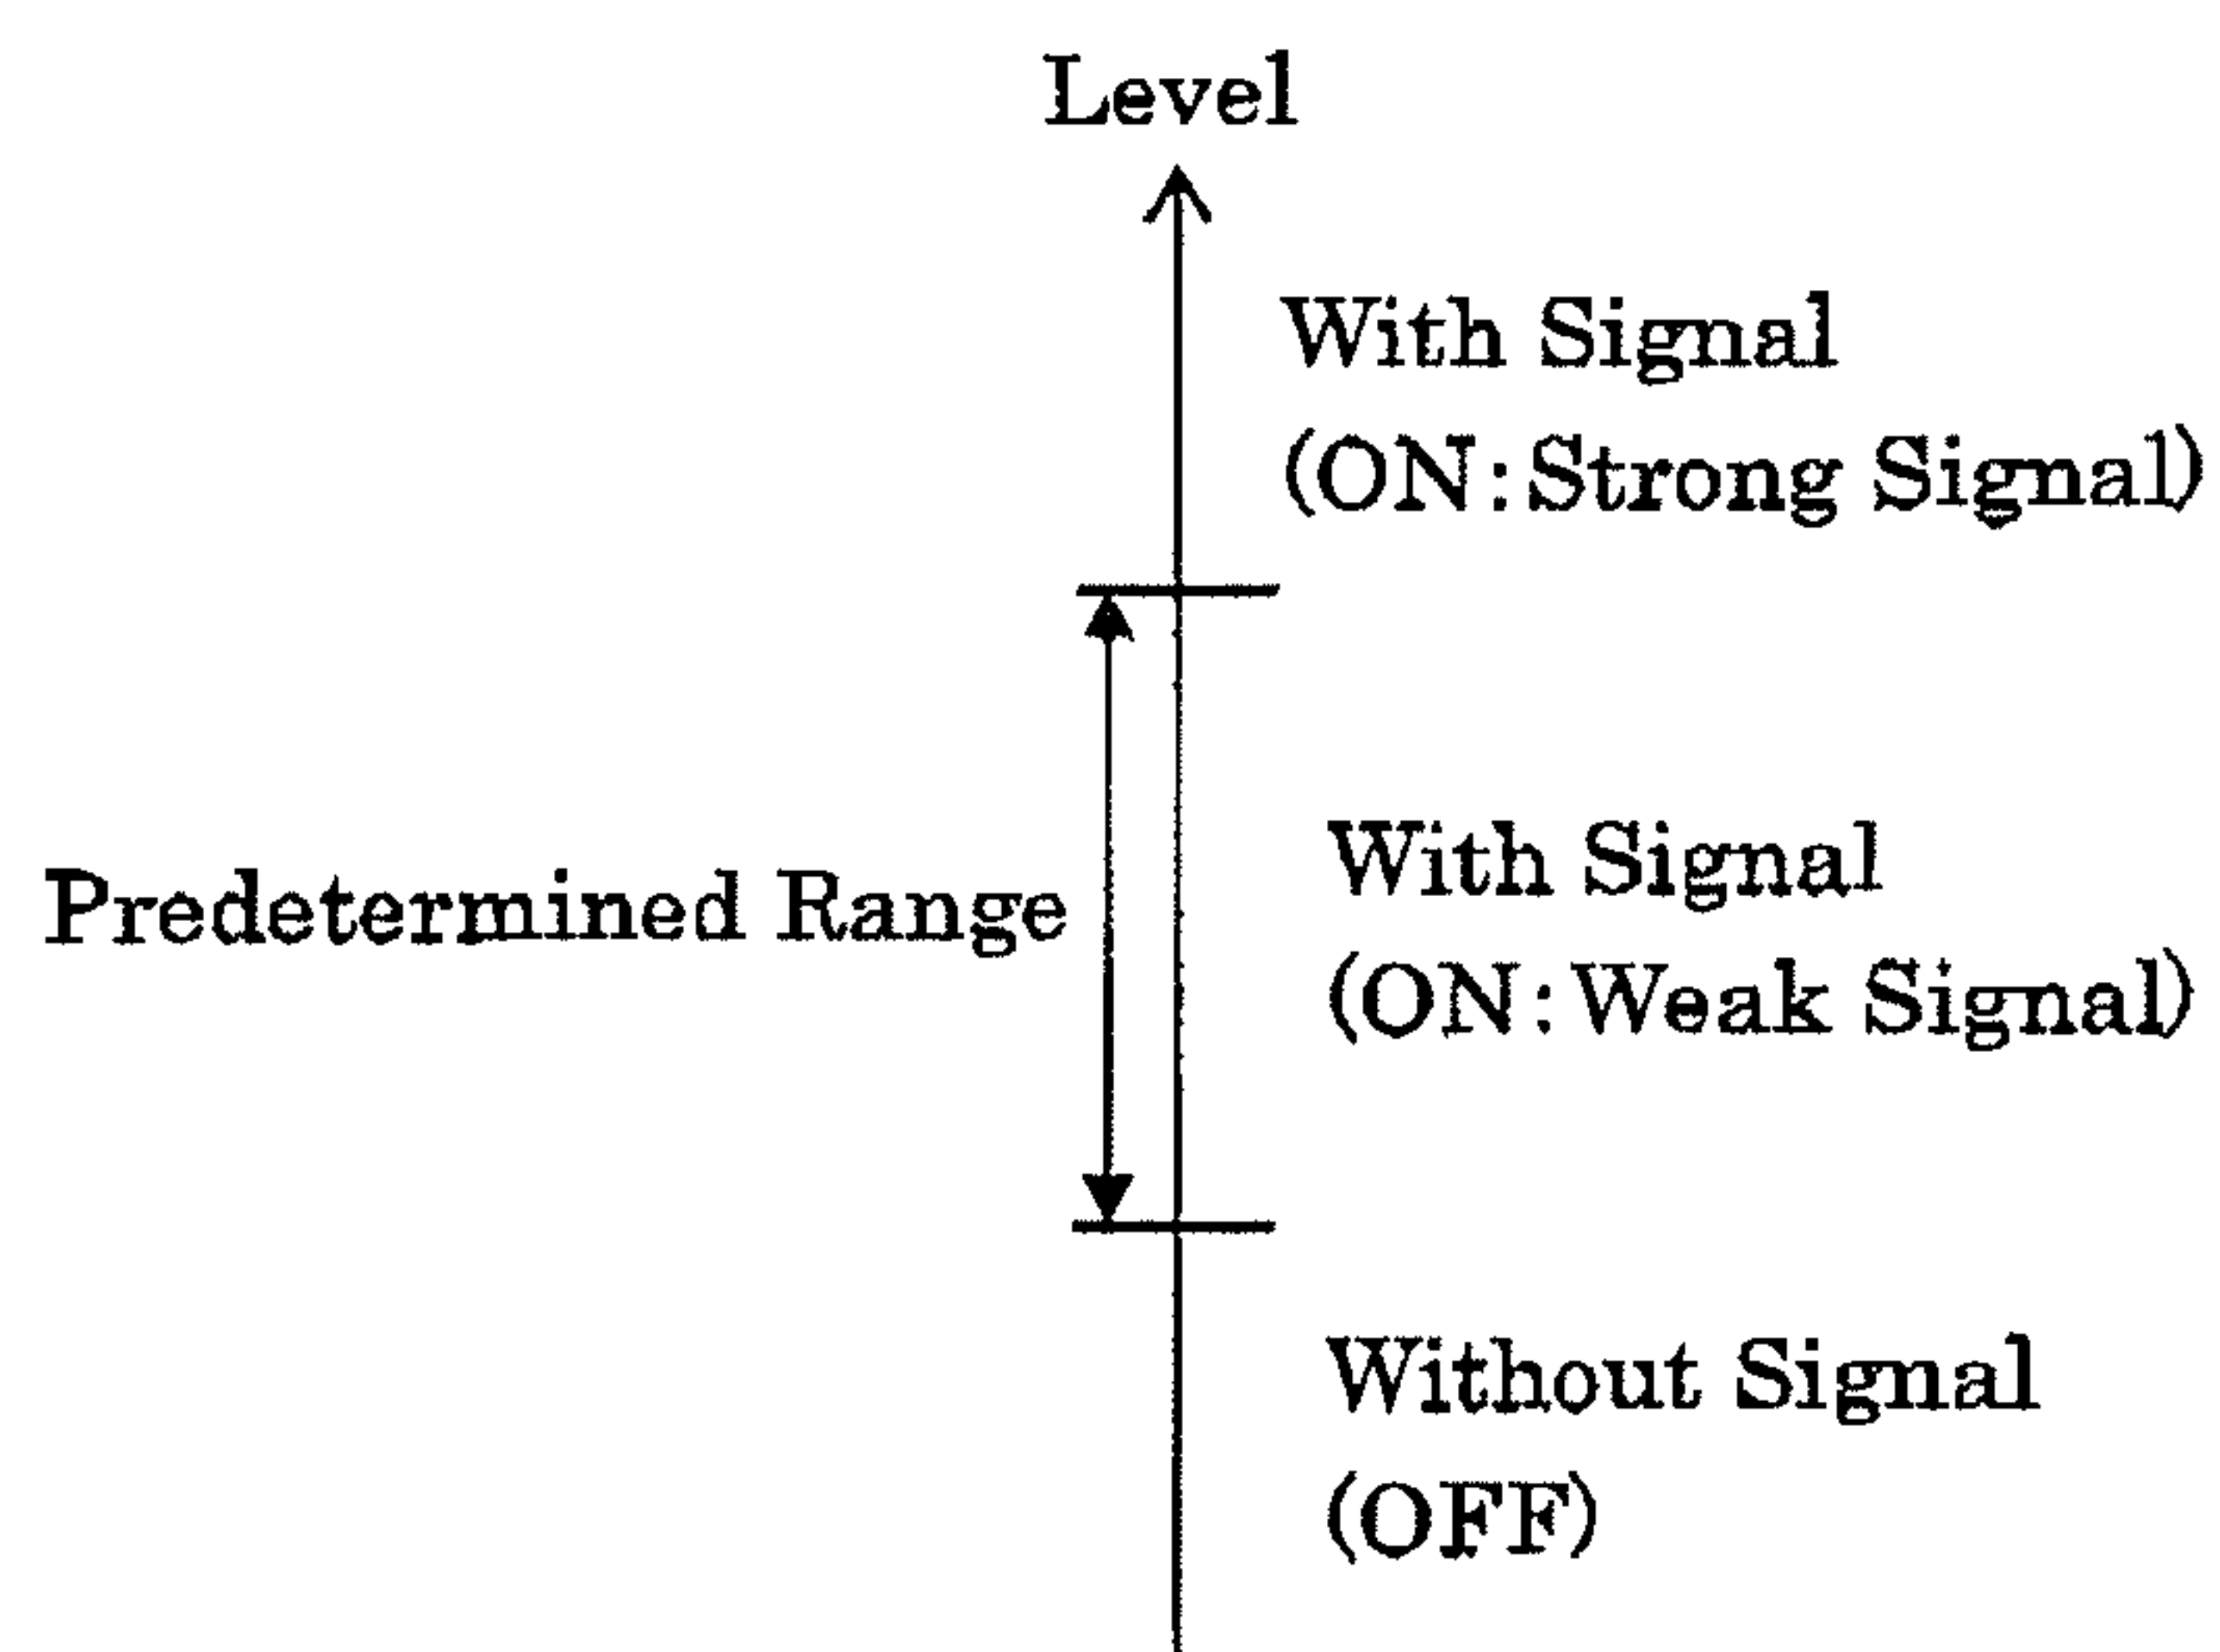 Level
With Signal
(ON:Strong Signal)
Predetermined Range
With Signal
(ON:Weak Signal)
Without Signal
(OFF)